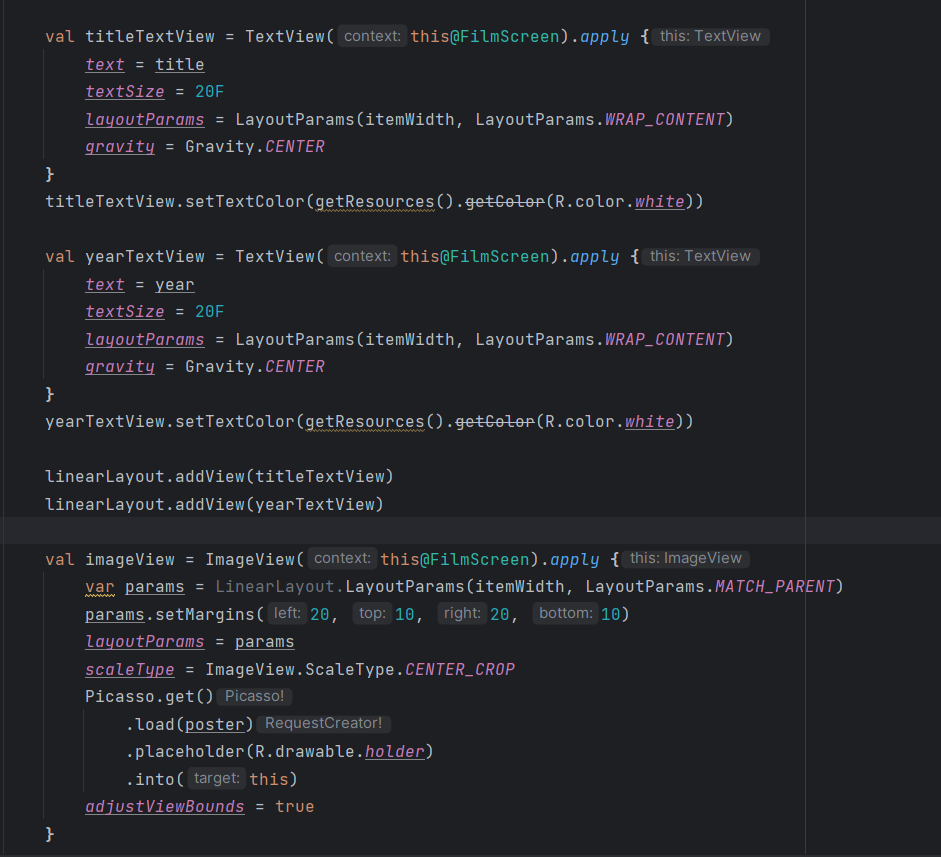 val titleTextView = TextView( context: this@FilmScreen).apply { this: TextView
    text = title
    textSize = 20F
    layoutParams = LayoutParams(itemWidth, LayoutParams.WRAP_CONTENT)
    gravity = Gravity.CENTER
}
titleTextView.setTextColor(getResources().getColor(R.color.white))
val yearTextView = TextView( context: this@FilmScreen).apply { this: TextView
    text = year
    textSize = 20F
    layoutParams = LayoutParams(itemWidth, LayoutParams.WRAP_CONTENT)
    gravity = Gravity.CENTER
}
yearTextView.setTextColor(getResources().getColor(R.color.white))
linearLayout.addView(titleTextView)
linearLayout.addView(yearTextView)
val imageView = ImageView( context: this@FilmScreen).apply { this: ImageView
    var params = LinearLayout.LayoutParams(itemWidth, LayoutParams.MATCH_PARENT)
    params.setMargins( left: 20, top: 10, right: 20, bottom: 10)
    layoutParams = params
    scaleType = ImageView.ScaleType.CENTER_CROP
    Picasso.get() Picasso!
        .load(poster) RequestCreator!
        .placeholder(R.drawable.holder)
        .into( target: this)
    adjustViewBounds = true
}